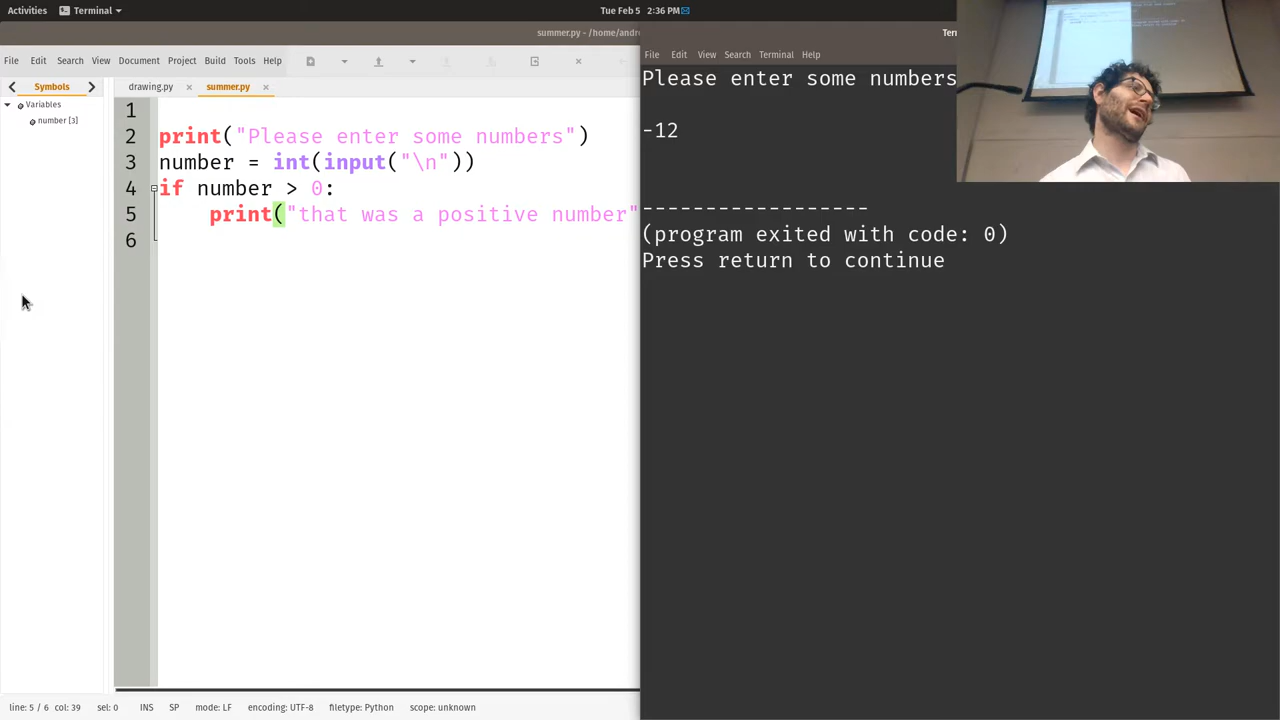 Activities
Terminal
Tue Feb 5 2:36 PM
summer.py - /home/andre
Ter
File Edit Search View Document Project Build Tools Help
File Edit View Search Terminal Help
Symbols
Variables
number [3]
drawing.py
summer.py
1
2 print("Please enter some numbers")
3 number = int(input("\n"))
4 if number > 0:
5 print("that was a positive number"
6
Please enter some numbers
-12
------------------
(program exited with code: 0)
Press return to continue
line: 5 / 6 col: 39 sel: 0 INS SP mode: LF encoding: UTF-8 filetype: Python scope: unknown